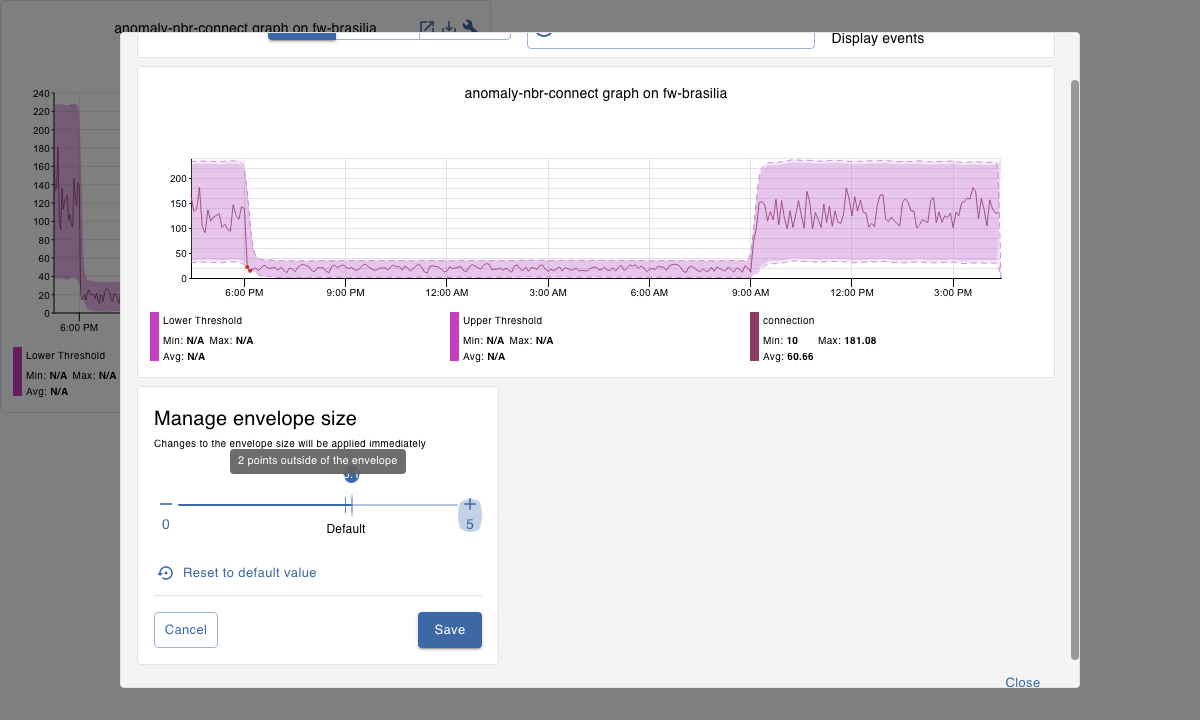 anomaly-nbr-connect graph on fw-brasilia
Display events
240
220
200
180
160
140
120
100
80
60
40
20
0
6:00 PM
Lower Threshold
Min: N/A Max: N/A
Avg: N/A
anomaly-nbr-connect graph on fw-brasilia
200
150
100
50
0
6:00 PM 9:00 PM 12:00 AM 3:00 AM 6:00 AM 9:00 AM 12:00 PM 3:00 PM
Lower Threshold
Min: N/A Max: N/A
Avg: N/A
Upper Threshold
Min: N/A Max: N/A
Avg: N/A
connection
Min: 10 Max: 181.08
Avg: 60.66
Manage envelope size
Changes to the envelope size will be applied immediately
2 points outside of the envelope
0
5
Default
Reset to default value
Cancel
Save
Close